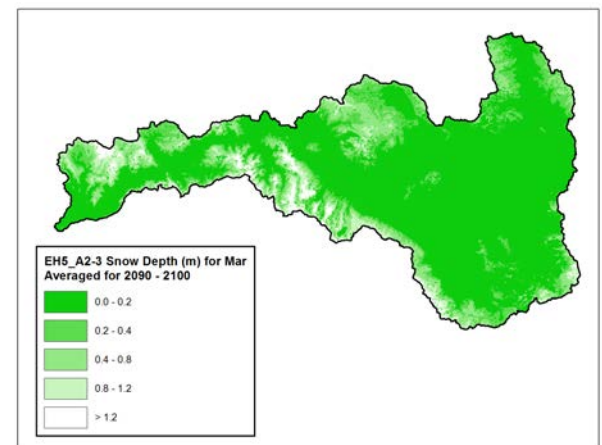 EH5_A2-3 Snow Depth (m) for Mar
Averaged for 2090 - 2100
0.0 - 0.2
0.2 - 0.4
0.4 - 0.8
0.8 - 1.2
> 1.2